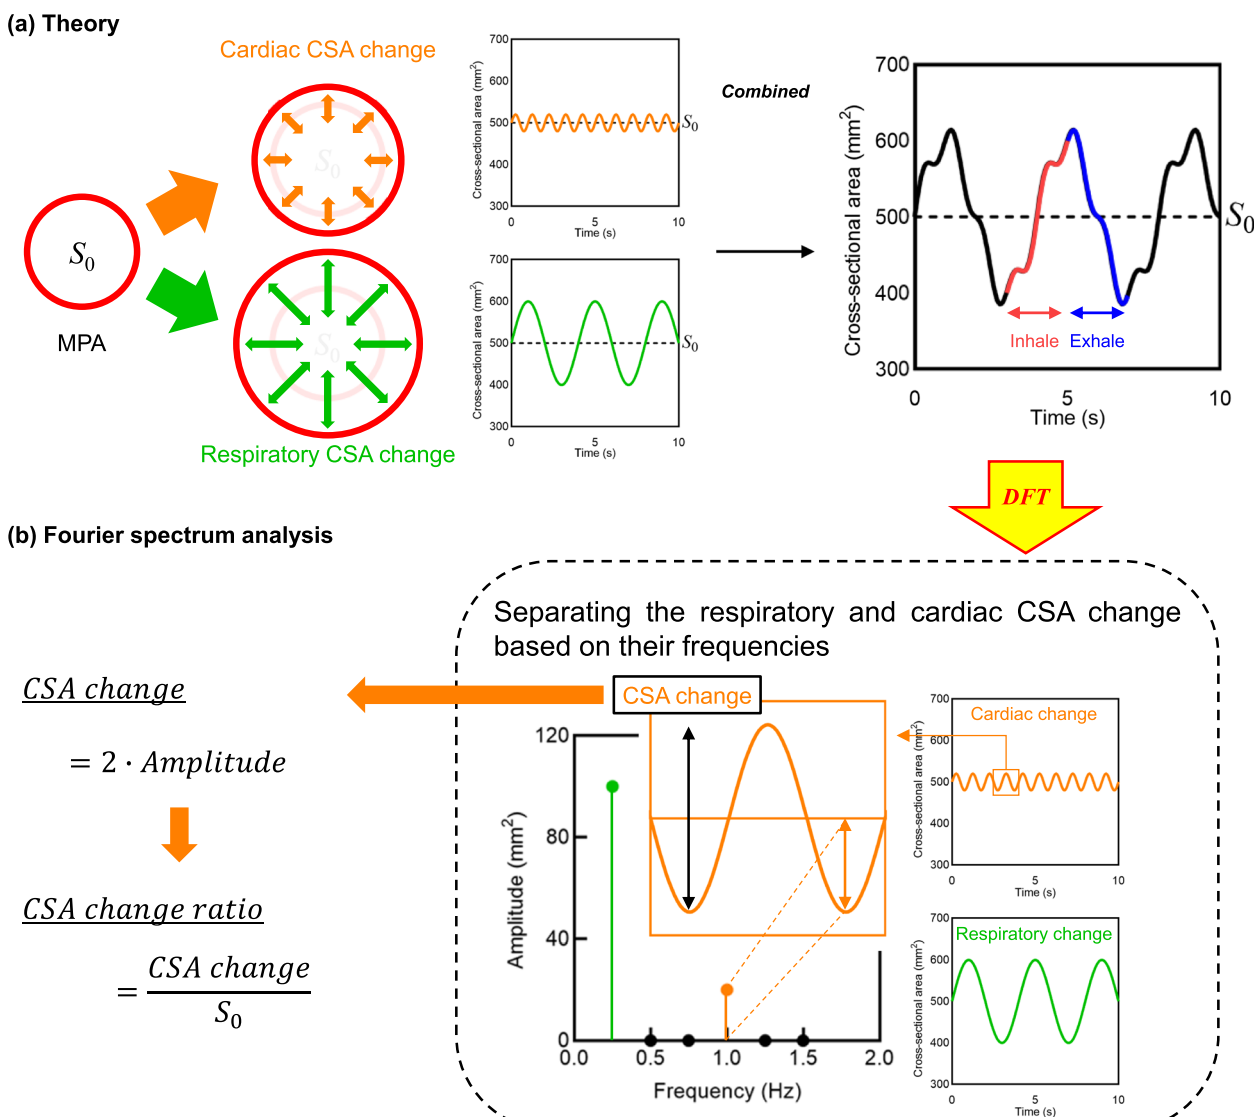 (a) Theory
Cardiac CSA change
S₀
S₀
MPA
S₀
Respiratory CSA change
Cross-sectional area (mm²)
700
600
500
400
300
S₀
0
5
10
Time (s)
Cross-sectional area (mm²)
700
600
500
400
300
S₀
0
5
10
Time (s)
Combined
Cross-sectional area (mm²)
700
600
500
400
300
S₀
Inhale
Exhale
0
5
10
Time (s)
DFT
(b) Fourier spectrum analysis
Separating the respiratory and cardiac CSA change
based on their frequencies
CSA change
= 2 · Amplitude
CSA change ratio
= CSA change / S₀
CSA change
Amplitude (mm²)
120
80
40
0
0.0
0.5
1.0
1.5
2.0
Frequency (Hz)
Cardiac change
Cross-sectional area (mm²)
700
600
500
400
300
0
5
10
Time (s)
Respiratory change
Cross-sectional area (mm²)
700
600
500
400
300
0
5
10
Time (s)